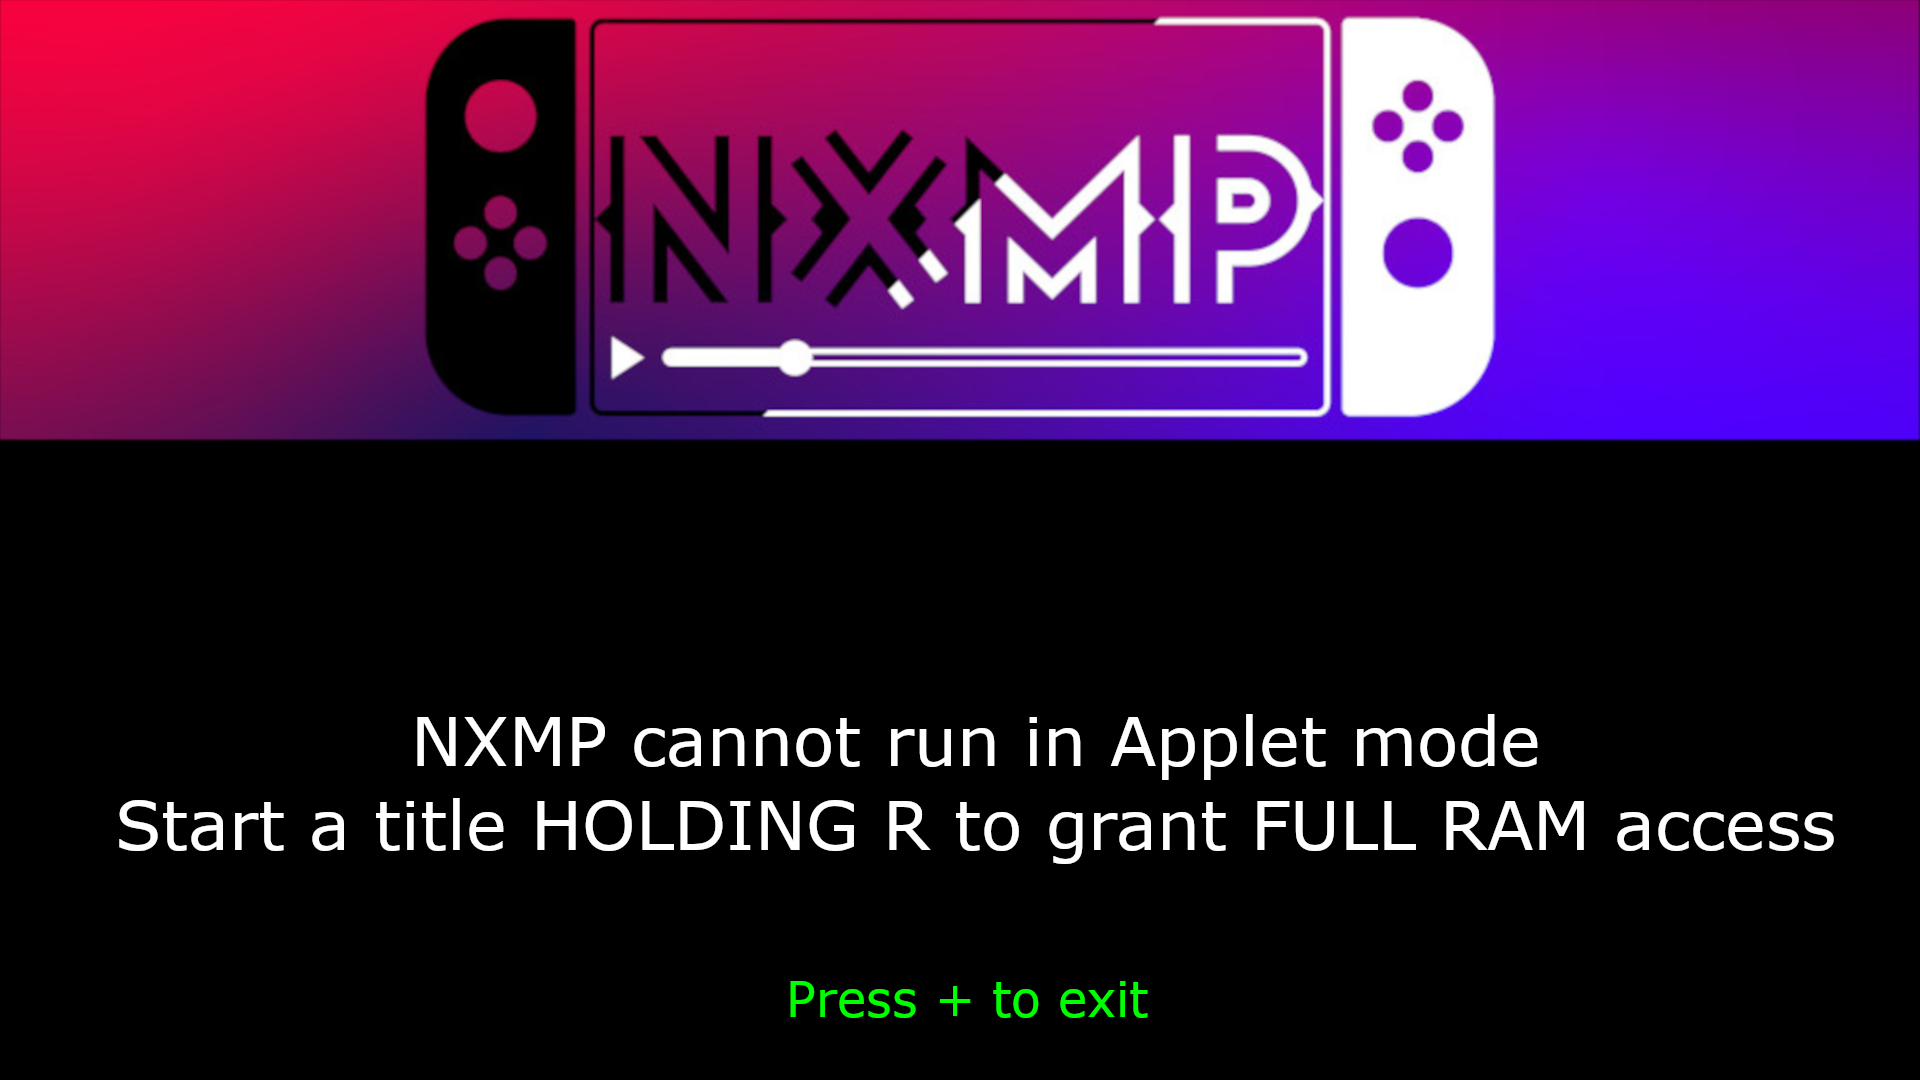 NXMP
NXMP cannot run in Applet mode
Start a title HOLDING R to grant FULL RAM access
Press + to exit